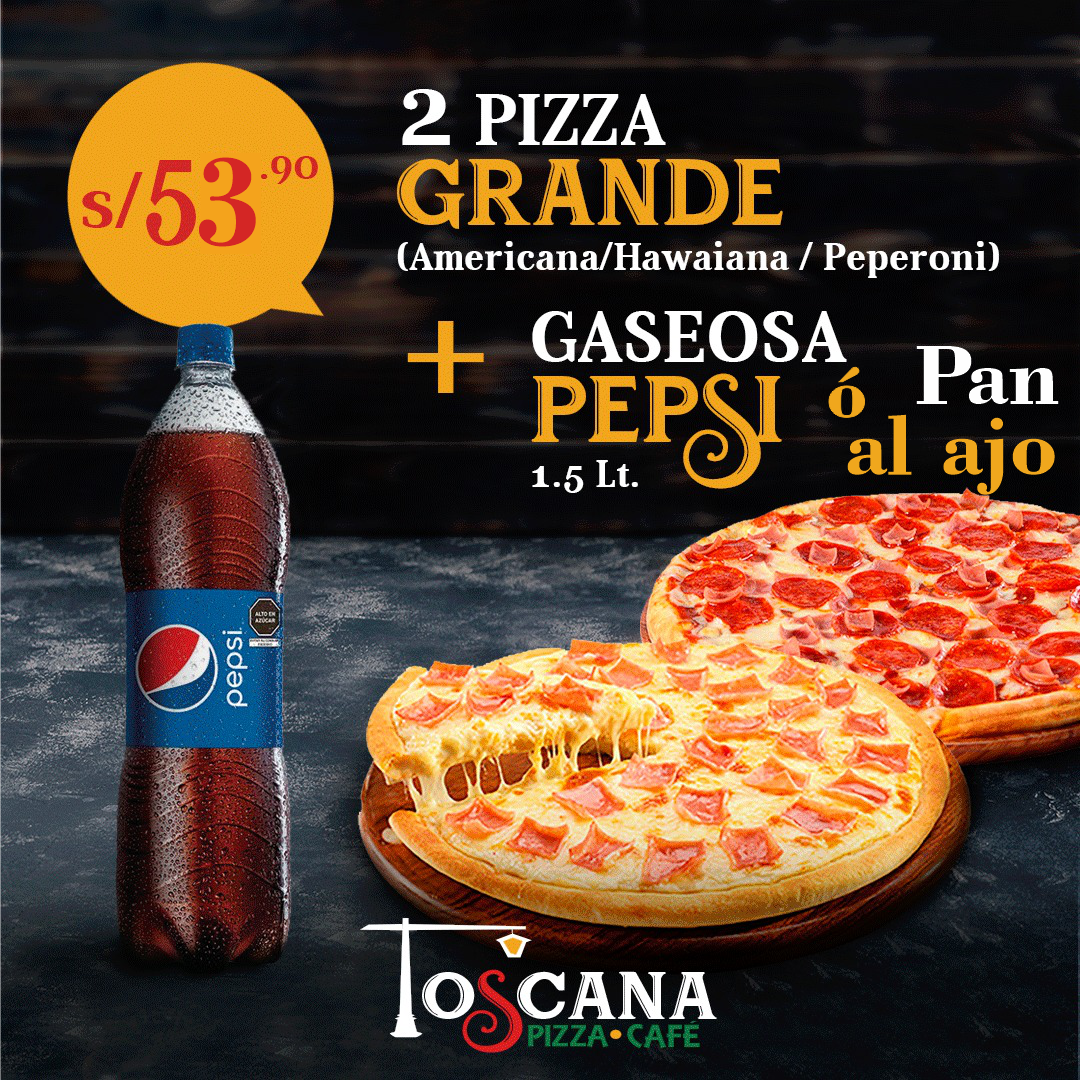 s/53.90
2 PIZZA
GRANDE
(Americana/Hawaiana / Peperoni)
+ GASEOSA
PEPSI
1.5 Lt.
ó Pan
al ajo
ALTO EN
AZÚCAR
pepsi.
TOSCANA
PIZZA • CAFÉ